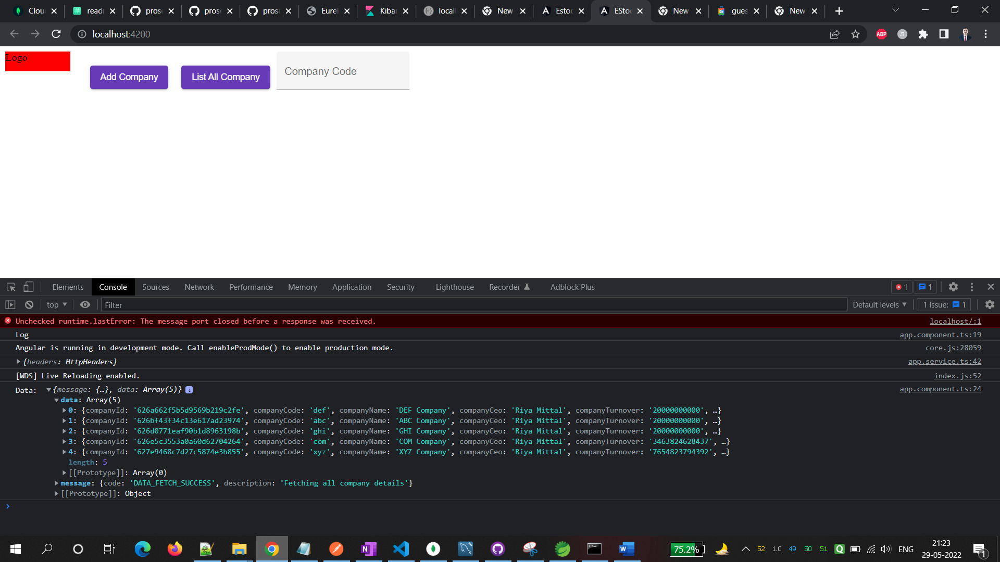 Clou
read
prose
prose
prose
Eurel
Kibar
locall
New
Estoc
EStoc
New
gues
New
localhost:4200
ABP
Logo
Add Company
List All Company
Company Code
Elements Console Sources Network Performance Memory Application Security Lighthouse Recorder Adblock Plus
1 1
top Filter Default levels 1 Issue: 1
Unchecked runtime.lastError: The message port closed before a response was received. localhost/:1
Log app.component.ts:19
Angular is running in development mode. Call enableProdMode() to enable production mode. core.js:28059
{headers: HttpHeaders} app.service.ts:42
[WDS] Live Reloading enabled. index.js:52
Data: {message: {…}, data: Array(5)} i app.component.ts:24
data: Array(5)
0: {companyId: '626a662f5b5d9569b219c2fe', companyCode: 'def', companyName: 'DEF Company', companyCeo: 'Riya Mittal', companyTurnover: '20000000000', …}
1: {companyId: '626bf43f34c13e617ad23974', companyCode: 'abc', companyName: 'ABC Company', companyCeo: 'Riya Mittal', companyTurnover: '20000000000', …}
2: {companyId: '626d0771eaf90b1d8963198b', companyCode: 'ghi', companyName: 'GHI Company', companyCeo: 'Riya Mittal', companyTurnover: '20000000000', …}
3: {companyId: '626e5c3553a0a60d62704264', companyCode: 'com', companyName: 'COM Company', companyCeo: 'Riya Mittal', companyTurnover: '3463824628437', …}
4: {companyId: '627e9468c7d27c5874e3b855', companyCode: 'xyz', companyName: 'XYZ Company', companyCeo: 'Riya Mittal', companyTurnover: '7654823794392', …}
length: 5
[[Prototype]]: Array(0)
message: {code: 'DATA_FETCH_SUCCESS', description: 'Fetching all company details'}
[[Prototype]]: Object
75.2% 52 1.0 49 50 51 Q ENG
21:23
29-05-2022
1